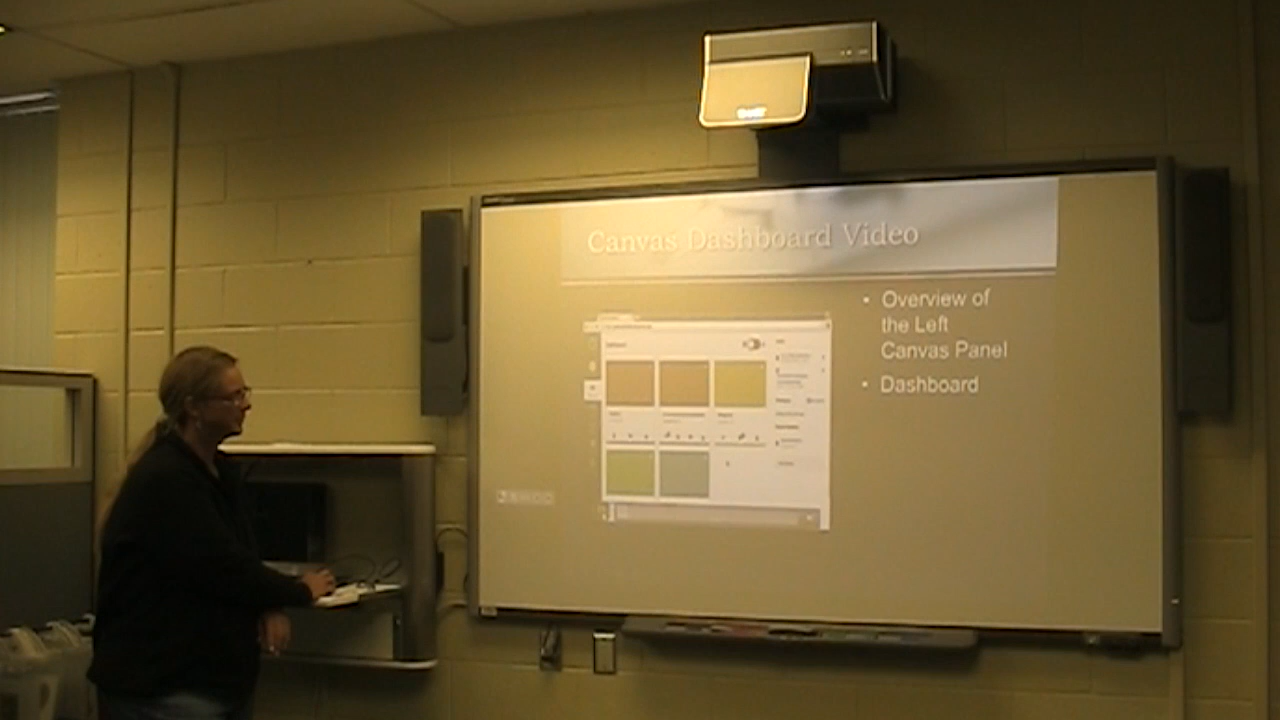 Canvas Dashboard Video
• Overview of
the Left
Canvas Panel
• Dashboard